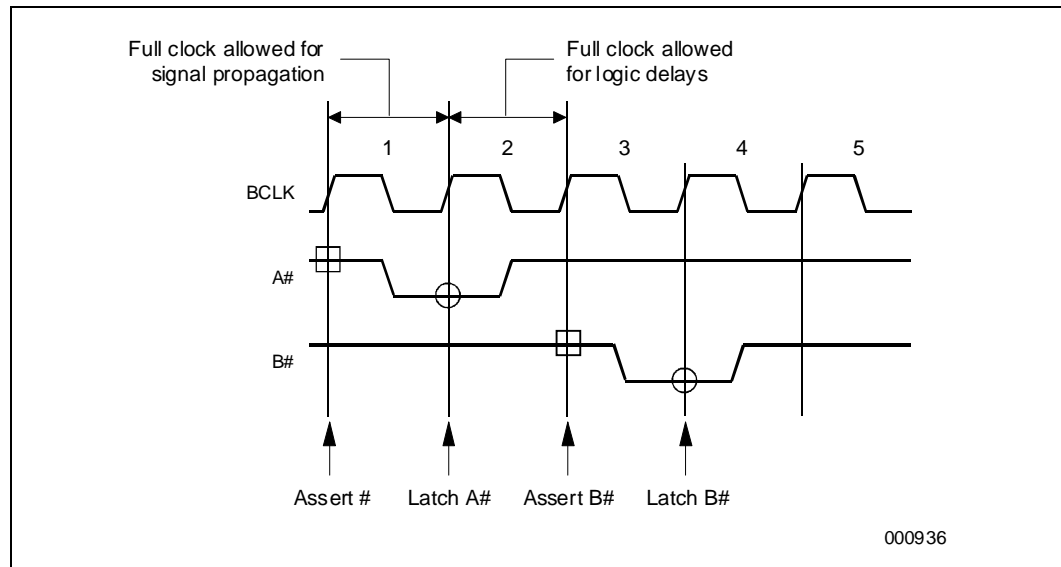 Full clock allowed for
signal propagation
Full clock allowed
for logic delays
1 2 3 4 5
BCLK
A#
B#
Assert # Latch A# Assert B# Latch B#
000936